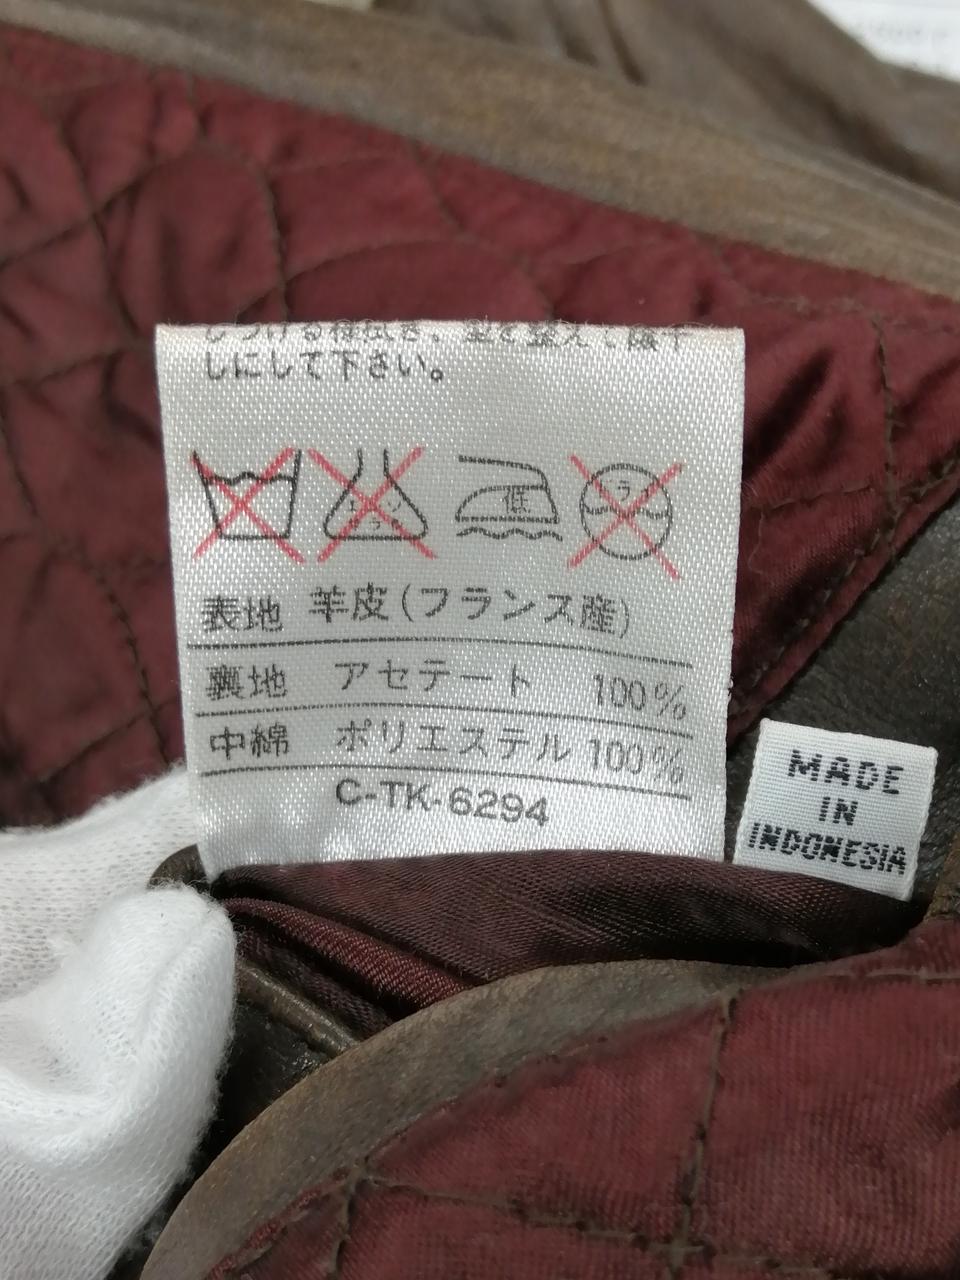 しにして下さい。
低
表地 羊皮(フランス産)
裏地 アセテート 100%
中綿 ポリエステル 100%
C-TK-6294
MADE
IN
INDONESIA